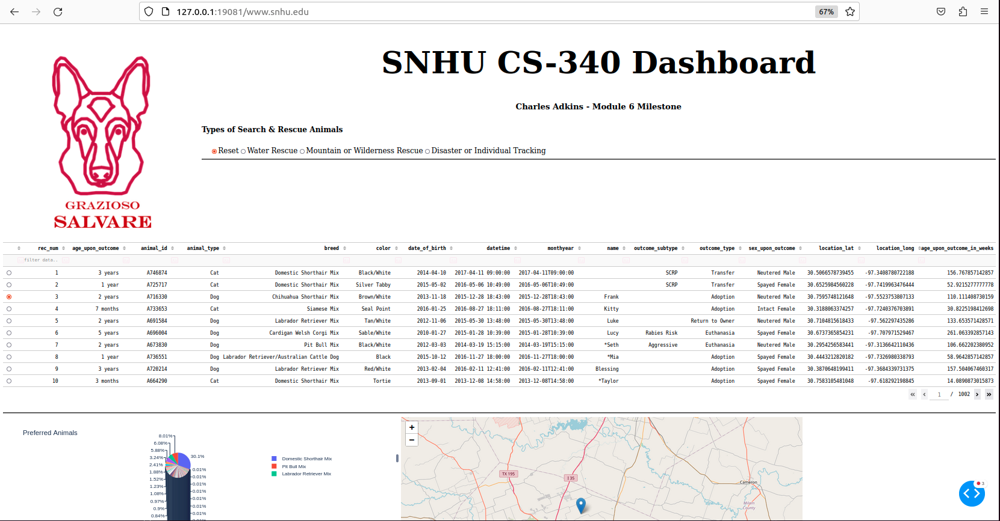 127.0.0.1:19081/www.snhu.edu 67%
SNHU CS-340 Dashboard
Charles Adkins - Module 6 Milestone
Types of Search & Rescue Animals
Reset Water Rescue Mountain or Wilderness Rescue Disaster or Individual Tracking
GRAZIOSO
SALVARE
rec_num age_upon_outcome animal_id animal_type breed color date_of_birth datetime monthyear name outcome_subtype outcome_type sex_upon_outcome location_lat location_long age_upon_outcome_in_weeks
filter data..
1 3 years A746874 Cat Domestic Shorthair Mix Black/White 2014-04-10 2017-04-11 09:00:00 2017-04-11T09:00:00 SCRP Transfer Neutered Male 30.5066578739455 -97.3408780722188 156.767857142857
2 1 year A725717 Cat Domestic Shorthair Mix Silver Tabby 2015-05-02 2016-05-06 10:49:00 2016-05-06T10:49:00 SCRP Transfer Spayed Female 30.6525984560228 -97.7419963476444 52.9215277777778
3 2 years A716330 Dog Chihuahua Shorthair Mix Brown/White 2013-11-18 2015-12-28 18:43:00 2015-12-28T18:43:00 Frank Adoption Neutered Male 30.7595748121648 -97.5523753807133 110.111408730159
4 7 months A733653 Cat Siamese Mix Seal Point 2016-01-25 2016-08-27 18:11:00 2016-08-27T18:11:00 Kitty Adoption Intact Female 30.3188063374257 -97.7240376703891 30.8225198412698
5 2 years A691584 Dog Labrador Retriever Mix Tan/White 2012-11-06 2015-05-30 13:48:00 2015-05-30T13:48:00 Luke Return to Owner Neutered Male 30.7104815618433 -97.562297435286 133.653571428571
6 5 years A696004 Dog Cardigan Welsh Corgi Mix Sable/White 2010-01-27 2015-01-28 10:39:00 2015-01-28T10:39:00 Lucy Rabies Risk Euthanasia Spayed Female 30.6737365854231 -97.707971529467 261.063392857143
7 2 years A673830 Dog Pit Bull Mix Black/White 2012-03-03 2014-03-19 15:15:00 2014-03-19T15:15:00 *Seth Aggressive Euthanasia Neutered Male 30.2954256583441 -97.3136642110436 106.662202380952
8 1 year A736551 Dog Labrador Retriever/Australian Cattle Dog Black 2015-10-12 2016-11-27 18:00:00 2016-11-27T18:00:00 *Mia Adoption Spayed Female 30.4443212820182 -97.7326980338793 58.9642857142857
9 3 years A720214 Dog Labrador Retriever Mix Red/White 2013-02-04 2016-02-11 12:41:00 2016-02-11T12:41:00 Blessing Adoption Spayed Female 30.3870648199411 -97.3684339731375 157.504067460317
10 3 months A664290 Cat Domestic Shorthair Mix Tortie 2013-09-01 2013-12-08 14:58:00 2013-12-08T14:58:00 *Taylor Adoption Spayed Female 30.7583105481048 -97.618292198845 14.0890873015873
« ‹ 1 / 1002 › »
Preferred Animals
8.01%
6.08%
5.88%
3.24%
2.41%
1.88%
1.52%
1.23%
1.08%
0.97%
0.9%
0.84%
30.1%
0.01%
0.01%
0.01%
0.01%
0.01%
0.01%
0.01%
Domestic Shorthair Mix
Pit Bull Mix
Labrador Retriever Mix
+
−
TX 195
I 35
Cameron
Milam
County
3